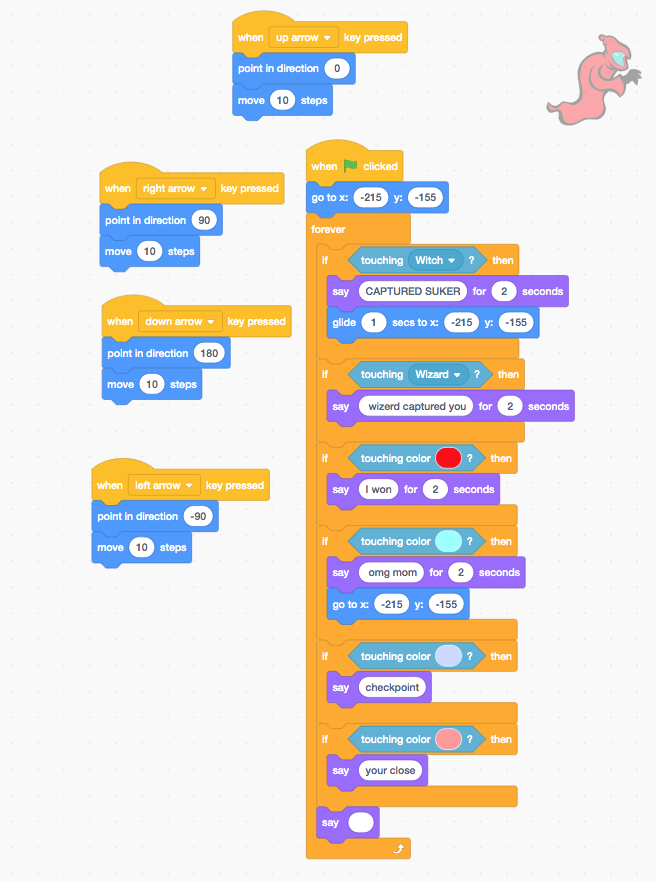 when up arrow key pressed
point in direction 0
move 10 steps
when right arrow key pressed
point in direction 90
move 10 steps
when down arrow key pressed
point in direction 180
move 10 steps
when left arrow key pressed
point in direction -90
move 10 steps
when clicked
go to x: -215 y: -155
forever
if touching Witch ? then
say CAPTURED SUKER for 2 seconds
glide 1 secs to x: -215 y: -155
if touching Wizard ? then
say wizerd captured you for 2 seconds
if touching color ? then
say I won for 2 seconds
if touching color ? then
say omg mom for 2 seconds
go to x: -215 y: -155
if touching color ? then
say checkpoint
if touching color ? then
say your close
say